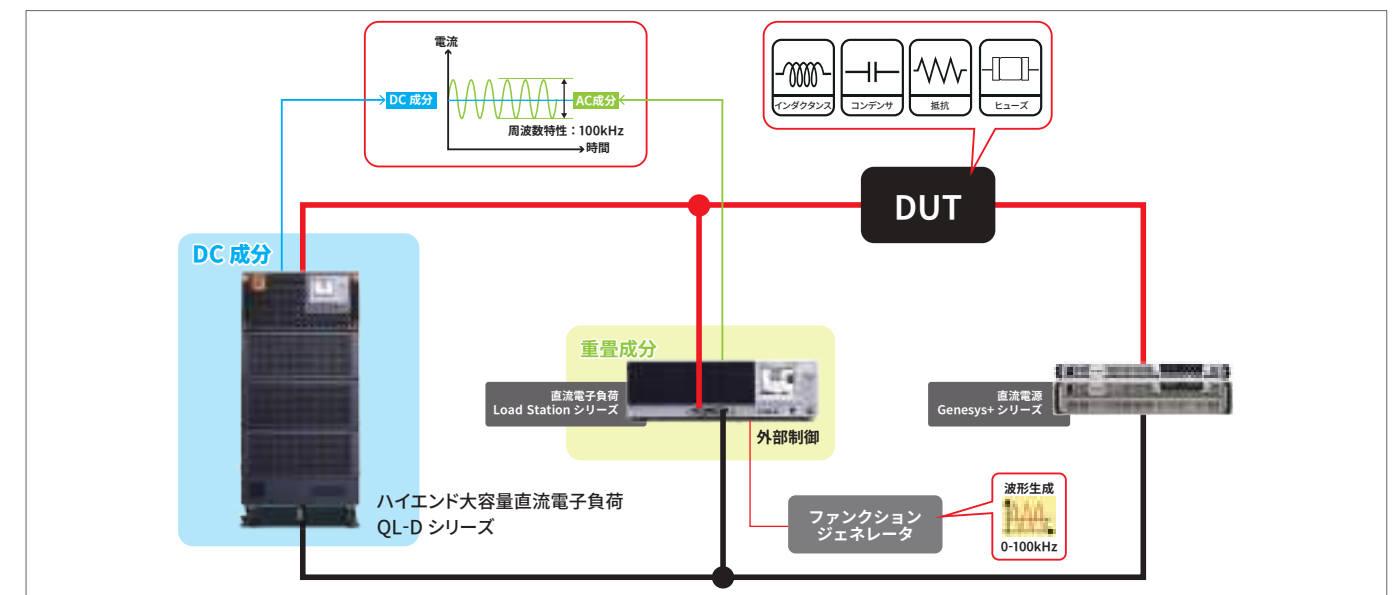 電流
DC 成分
AC成分
周波数特性：100kHz
時間
インダクタンス
コンデンサ
抵抗
ヒューズ
DUT
DC 成分
重畳成分
直流電子負荷
Load Station シリーズ
外部制御
直流電源
Genesys+ シリーズ
ハイエンド大容量直流電子負荷
QL-D シリーズ
ファンクション
ジェネレータ
波形生成
0-100kHz